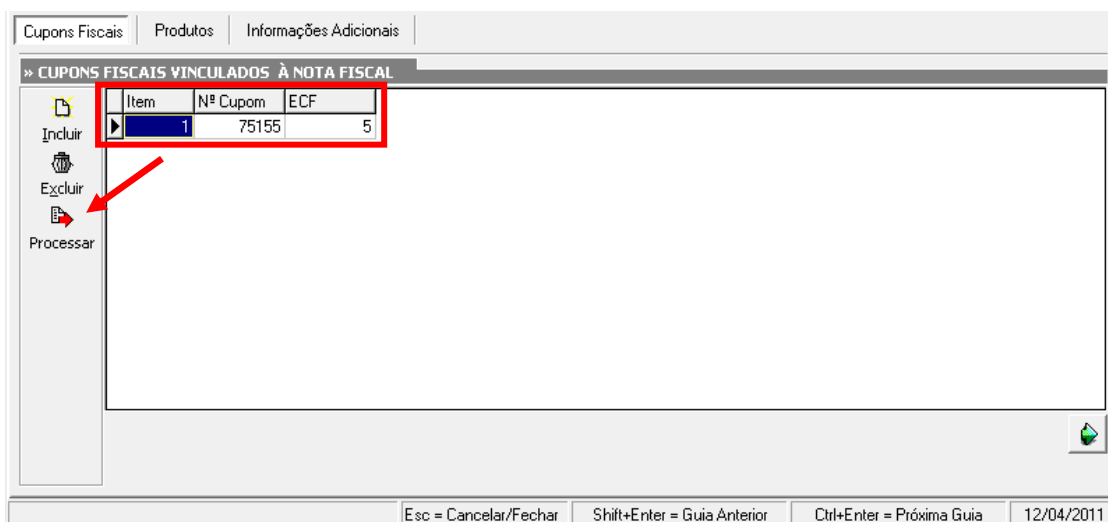 Cupons Fiscais Produtos Informações Adicionais
» CUPONS FISCAIS VINCULADOS À NOTA FISCAL
Item Nº Cupom ECF
1 75155 5
Incluir
Excluir
Processar
Esc = Cancelar/Fechar Shift+Enter = Guia Anterior Ctrl+Enter = Próxima Guia 12/04/2011